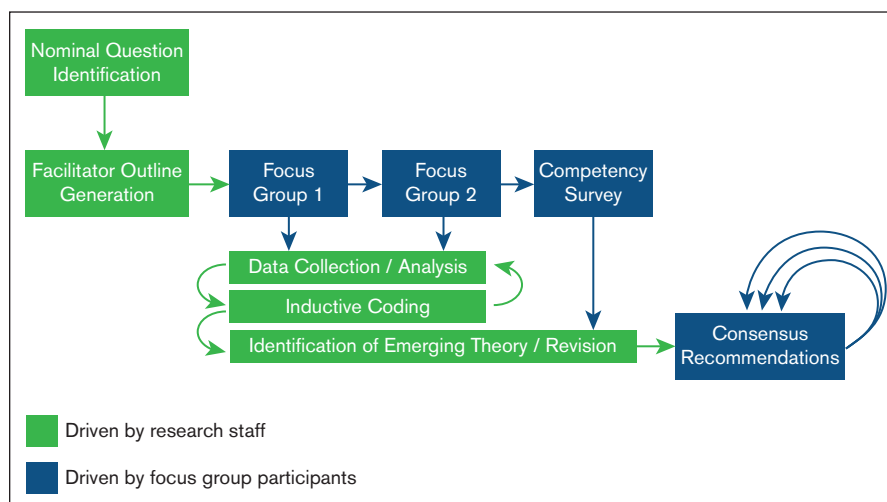 Nominal Question
Identification
Facilitator Outline
Generation
Focus
Group 1
Focus
Group 2
Competency
Survey
Data Collection / Analysis
Inductive Coding
Identification of Emerging Theory / Revision
Consensus
Recommendations
Driven by research staff
Driven by focus group participants